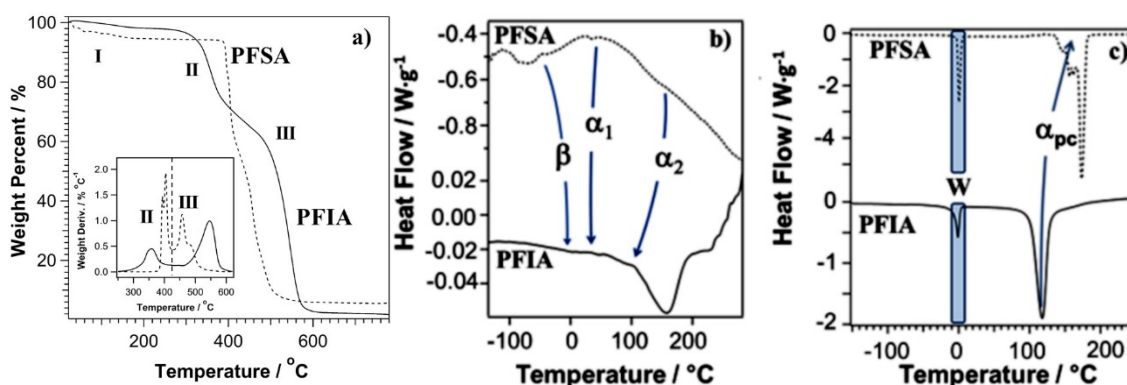 a)
Weight Percent / %
100
80
60
40
20
I
II
III
PFSA
PFIA
200
400
600
Temperature / °C
Weight Deriv. / % °C-1
2.0
1.5
1.0
0.5
0.0
II
III
300
400
500
600
Temperature / °C
b)
Heat Flow / W·g-1
-0.4
-0.6
-0.8
0.02
0.00
-0.02
-0.04
PFSA
β
α1
α2
PFIA
-100
0
100
200
Temperature / °C
c)
Heat Flow / W·g-1
0
-2
-4
0
-1
-2
PFSA
W
αpc
PFIA
-100
0
100
200
Temperature / °C